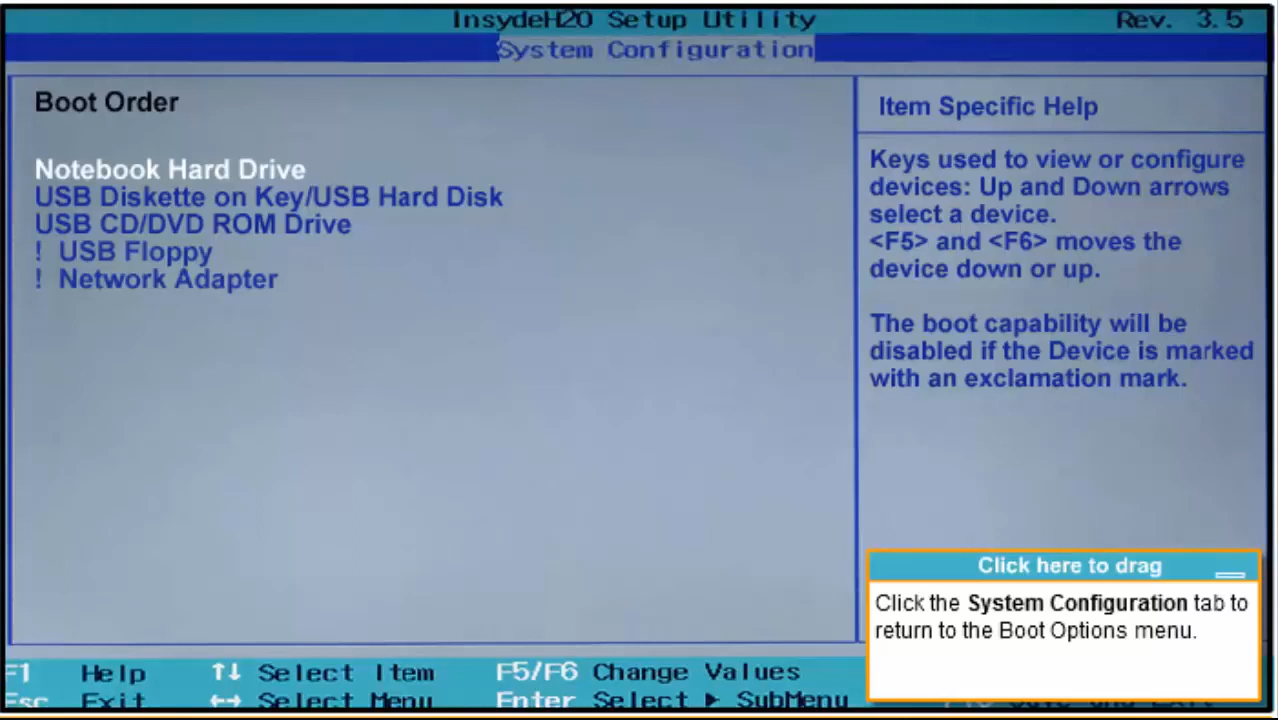 InsydeH2O Setup Utility Rev. 3.5
System Configuration
Boot Order
Notebook Hard Drive
USB Diskette on Key/USB Hard Disk
USB CD/DVD ROM Drive
! USB Floppy
! Network Adapter
Item Specific Help
Keys used to view or configure
devices: Up and Down arrows
select a device.
<F5> and <F6> moves the
device down or up.
The boot capability will be
disabled if the Device is marked
with an exclamation mark.
Click here to drag
Click the System Configuration tab to
return to the Boot Options menu.
F1 Help ↑↓ Select Item F5/F6 Change Values
Esc Exit ↔ Select Menu Enter Select ▶ SubMenu